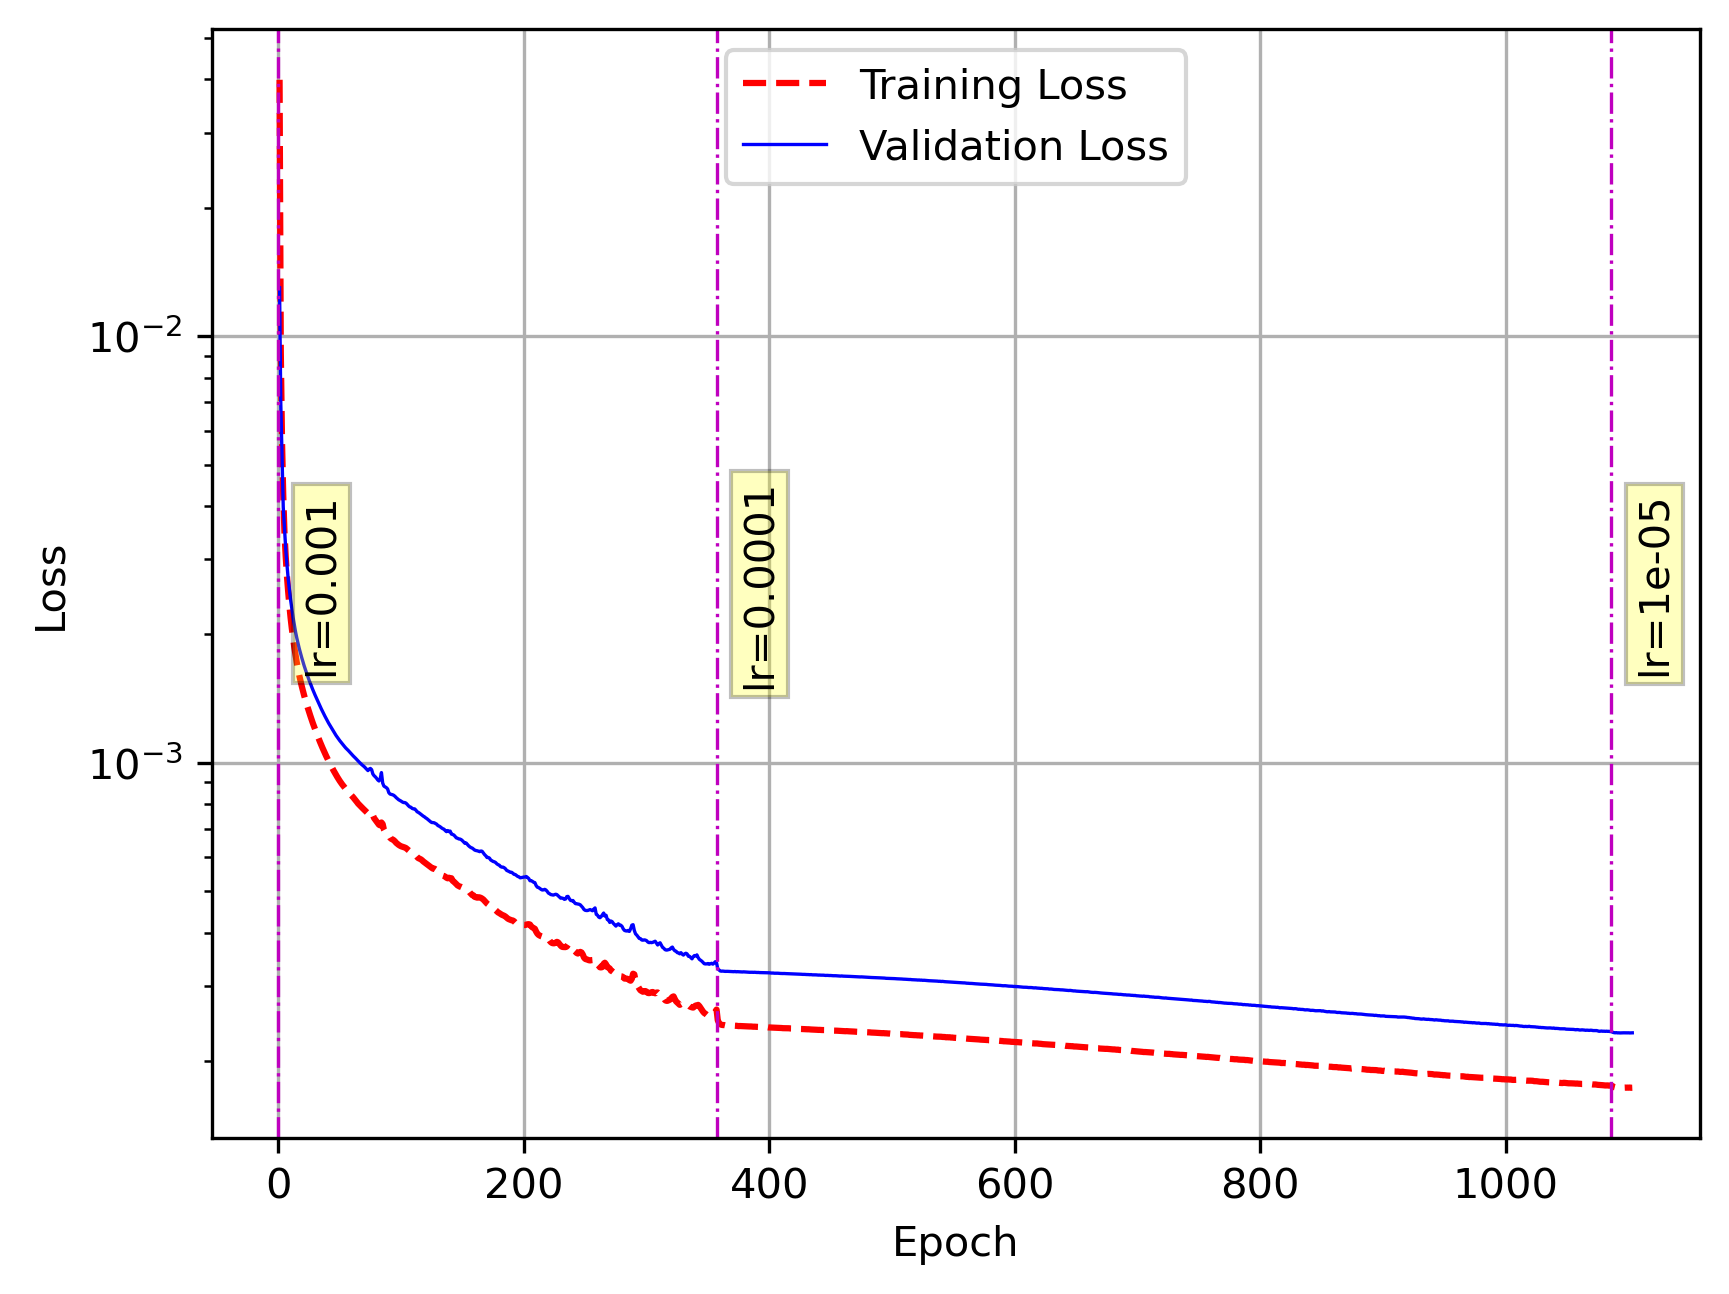 Training Loss
Validation Loss
10⁻²
10⁻³
Loss
lr=0.001
lr=0.0001
lr=1e-05
0 200 400 600 800 1000
Epoch